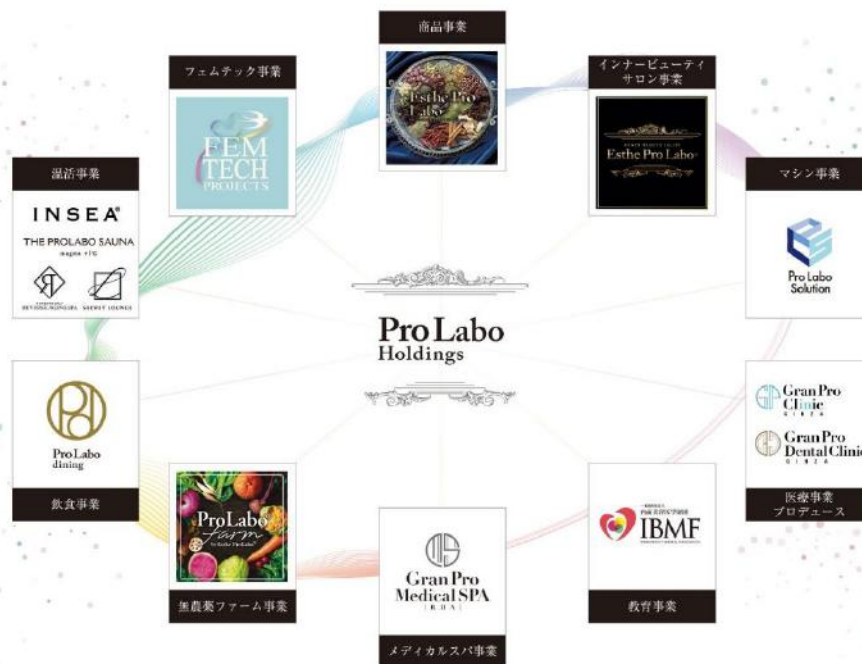 商品事業
Esthe Pro
Labo
フェムテック事業
FEM
TECH
PROJECTS
インナービューティ
サロン事業
Esthe Pro Labo
温活事業
INSEA®
THE PROLABO SAUNA
マシン事業
Pro Labo
Solution
Pro Labo
Holdings
Pro Labo
dining
飲食事業
Gran Pro
Clinic
GINZA
Gran Pro
Dental Clinic
GINZA
医療事業
プロデュース
ProLabo
farm
無農薬ファーム事業
Gran Pro
Medical SPA
メディカルスパ事業
IBMF
教育事業